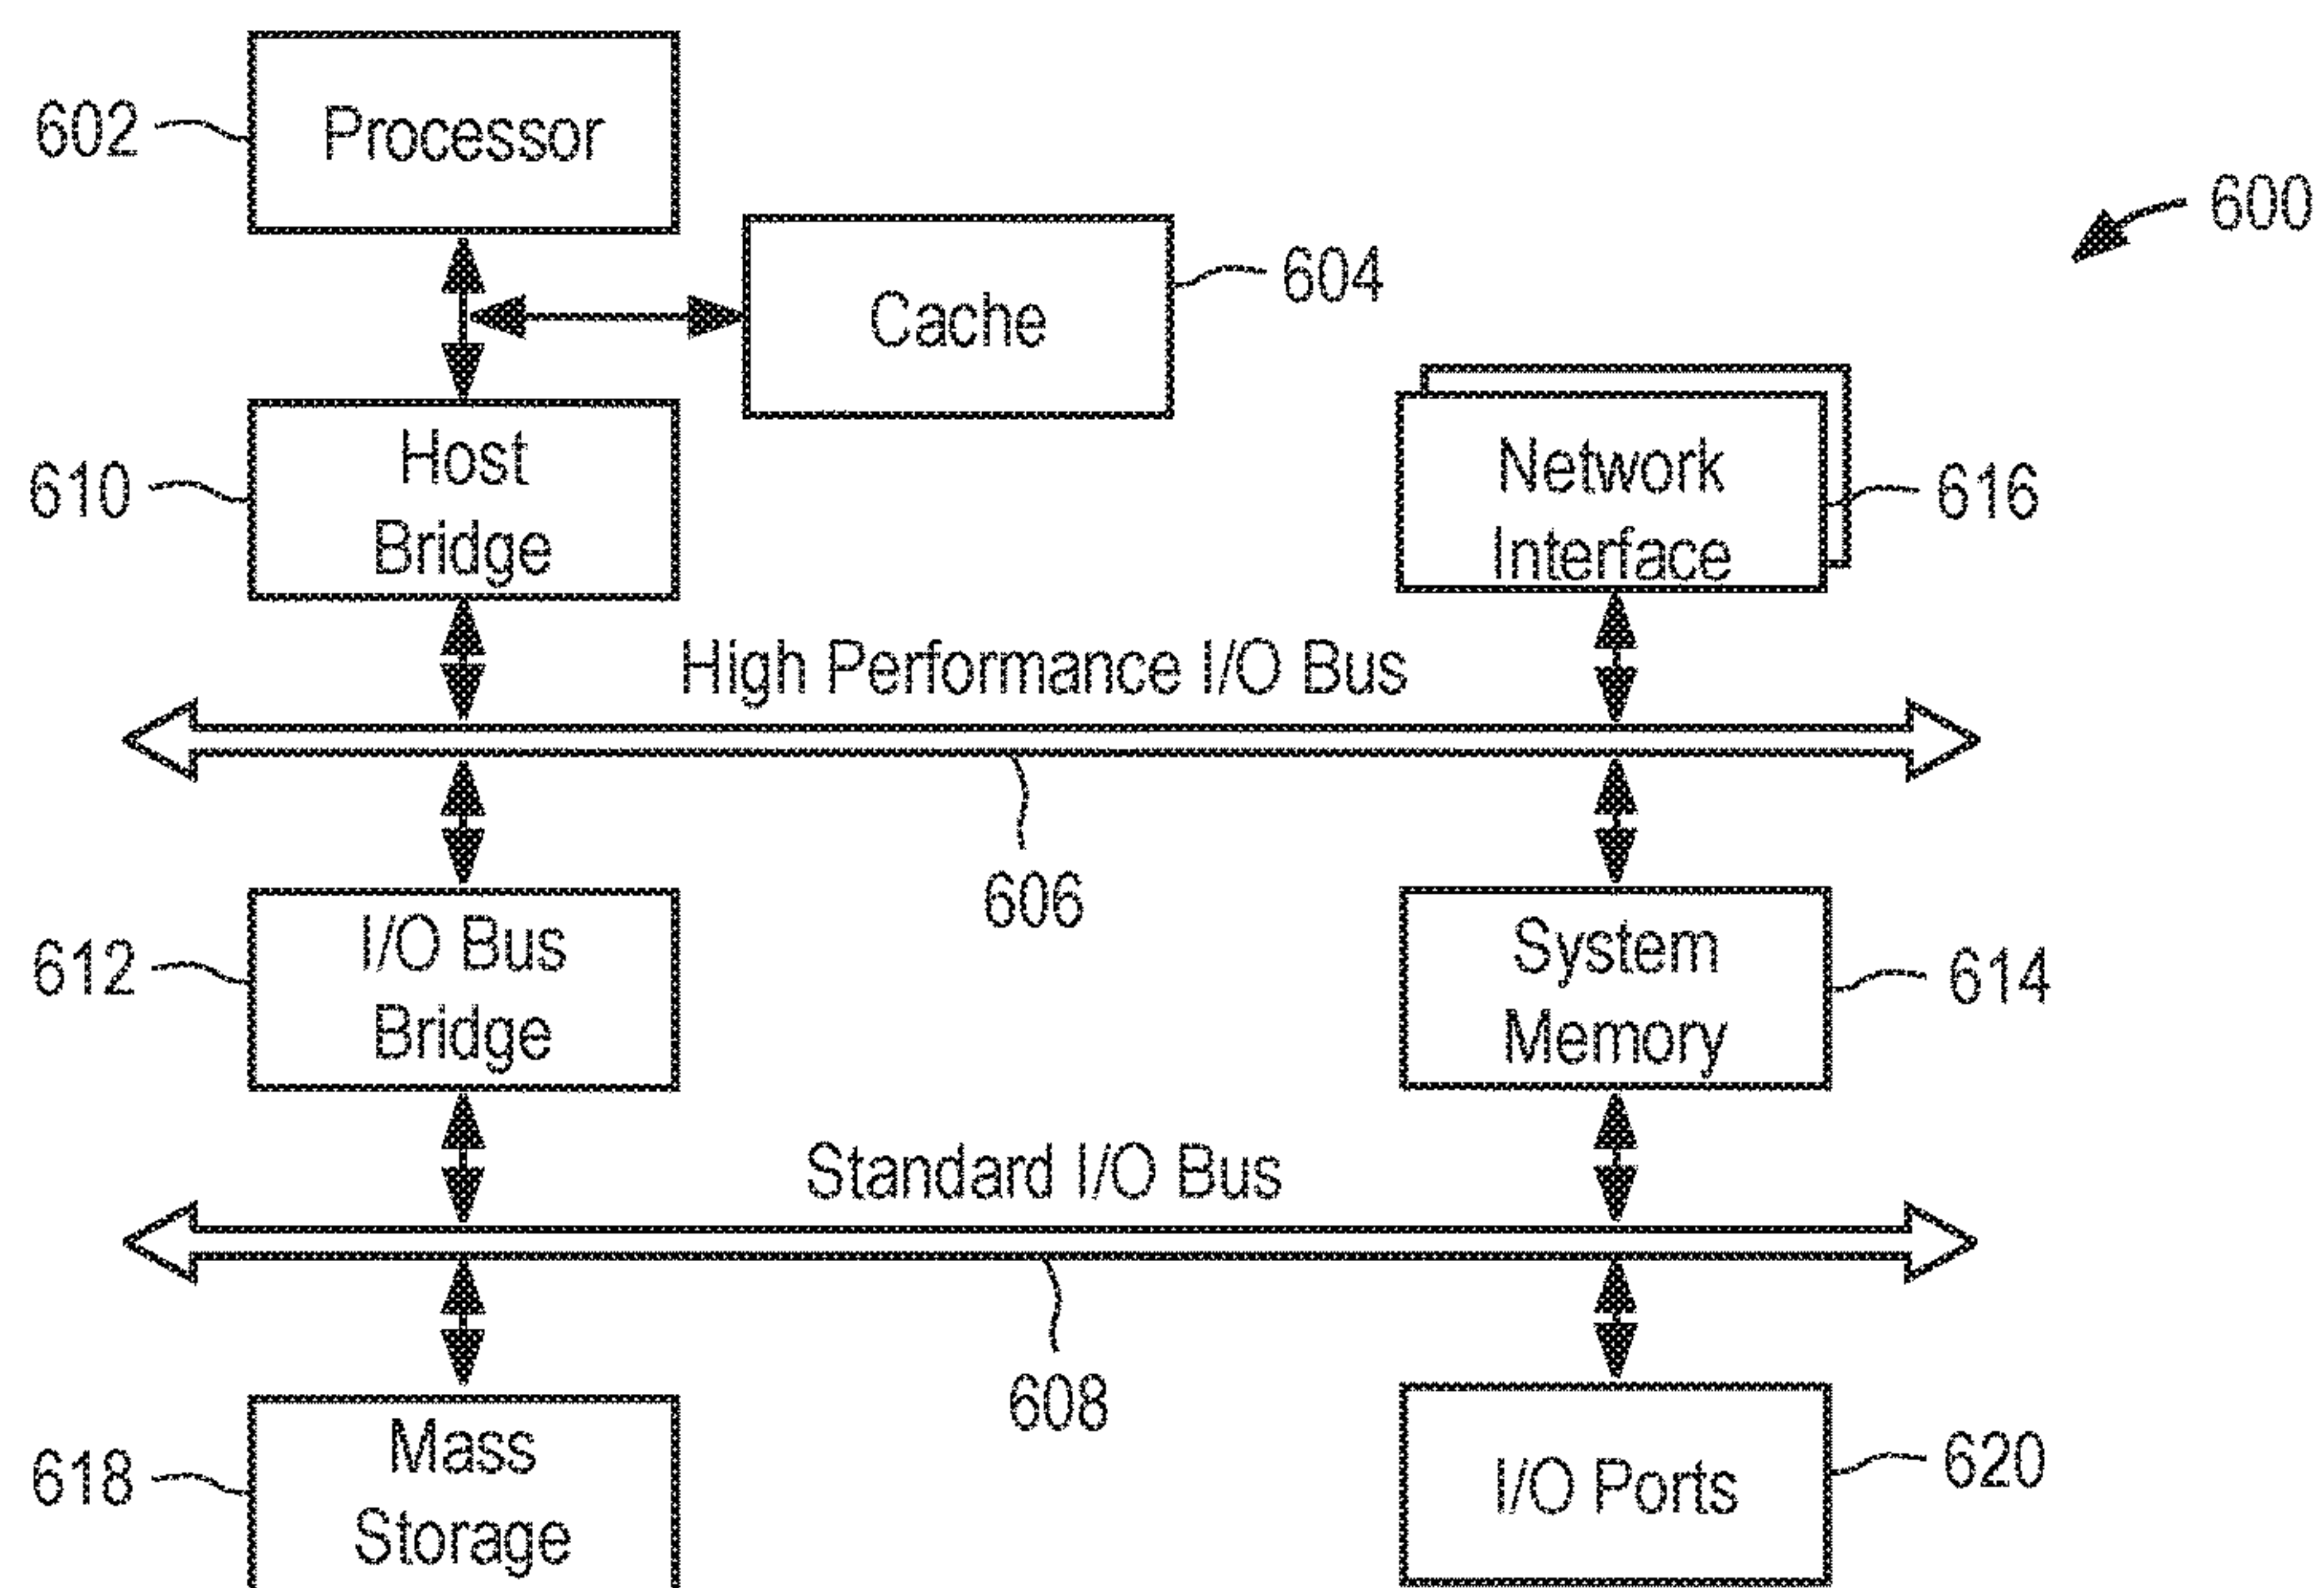 602
Processor
600
Cache
604
610
Host
Bridge
Network
Interface
616
High Performance I/O Bus
606
612
I/O Bus
Bridge
System
Memory
614
Standard I/O Bus
608
618
Mass
Storage
I/O Ports
620